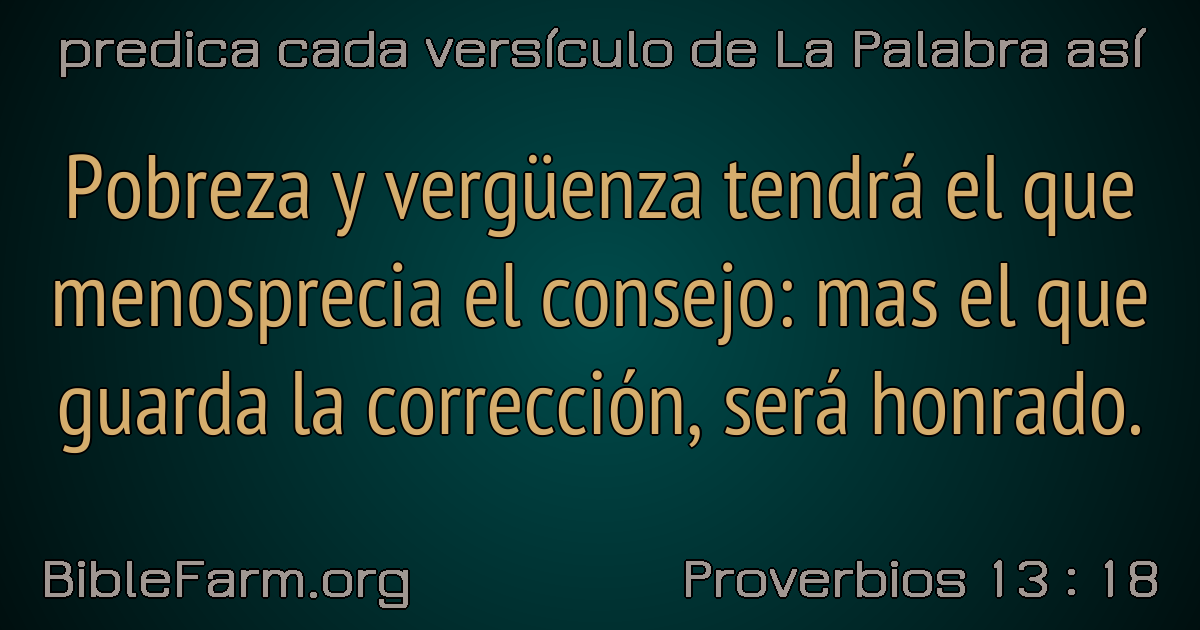 predica cada versículo de La Palabra así
Pobreza y vergüenza tendrá el que
menosprecia el consejo: mas el que
guarda la corrección, será honrado.
BibleFarm.org
Proverbios 13 : 18